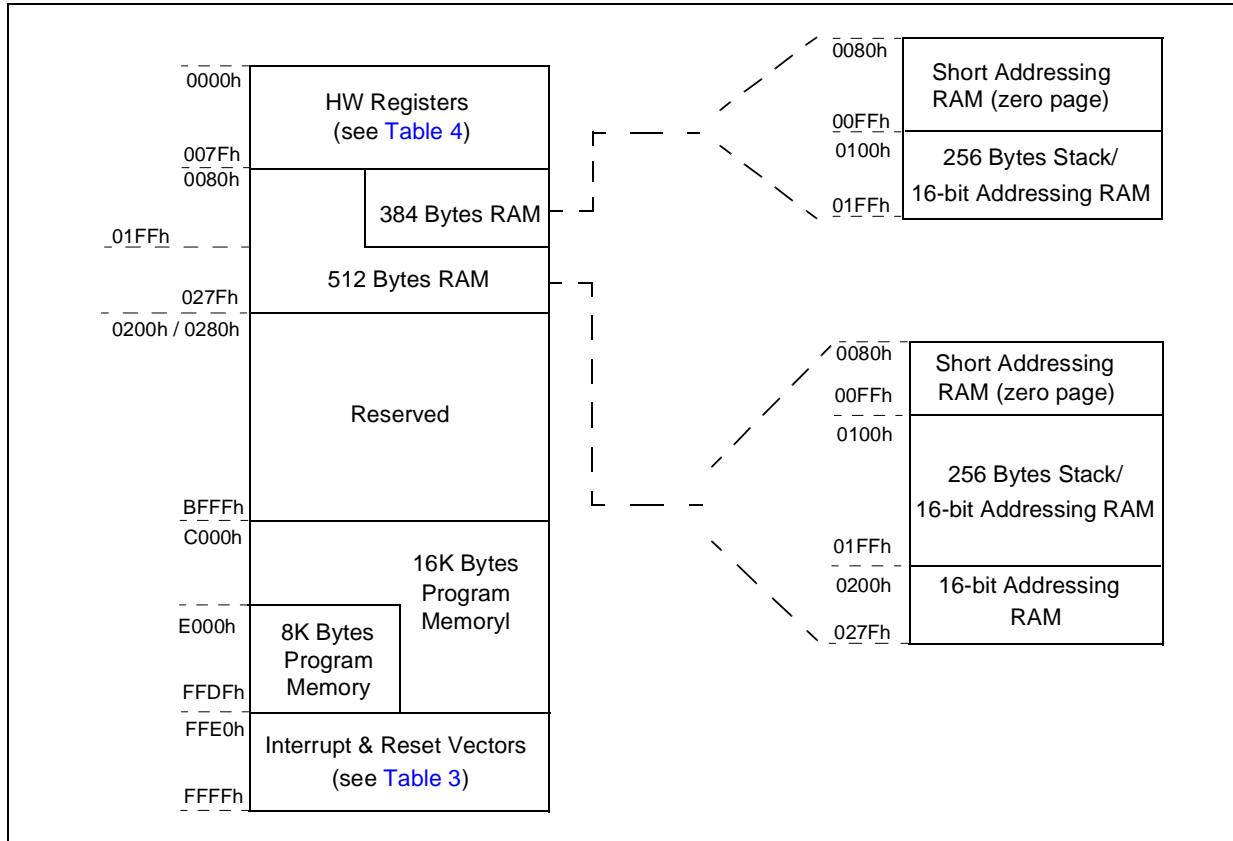 0000h
HW Registers
(see Table 4)
007Fh
0080h
384 Bytes RAM
01FFh
512 Bytes RAM
027Fh
0200h / 0280h
Reserved
BFFFh
C000h
16K Bytes
Program
Memoryl
E000h
8K Bytes
Program
Memory
FFDFh
FFE0h
Interrupt & Reset Vectors
(see Table 3)
FFFFh
0080h
Short Addressing
RAM (zero page)
00FFh
0100h
256 Bytes Stack/
16-bit Addressing RAM
01FFh
0080h
Short Addressing
RAM (zero page)
00FFh
0100h
256 Bytes Stack/
16-bit Addressing RAM
01FFh
0200h
16-bit Addressing
RAM
027Fh